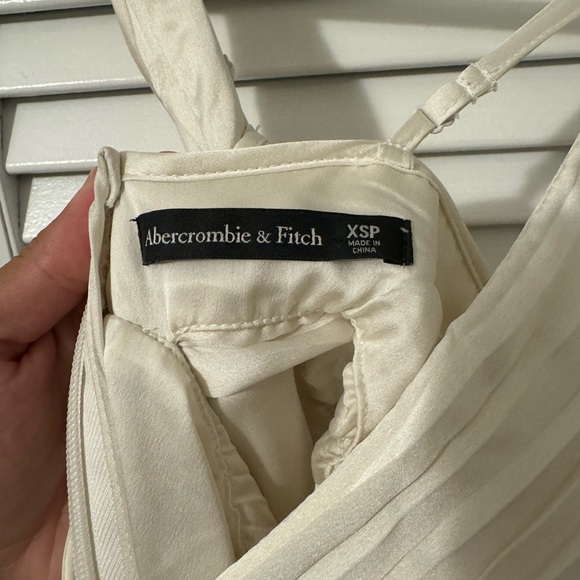 Abercrombie & Fitch
XSP
MADE IN
CHINA